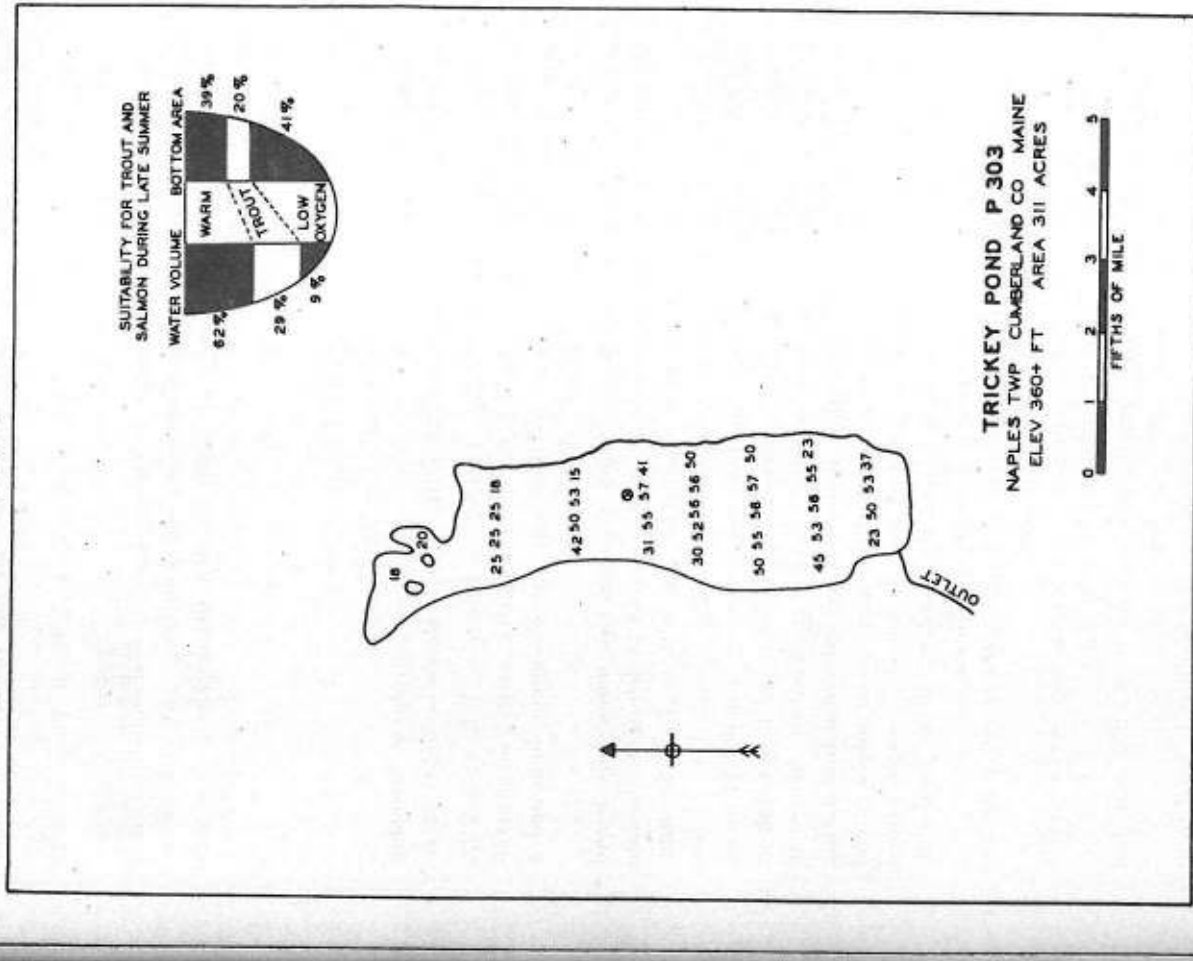 SUITABILITY FOR TROUT AND
SALMON DURING LATE SUMMER
WATER VOLUME BOTTOM AREA
62% WARM 39%
29% TROUT 20%
9% LOW OXYGEN 41%
18
20
25 25 25 18
42 50 53 15
31 55 57 41
30 52 56 56 50
50 55 58 57 50
45 53 58 55 23
23 50 53 37
OUTLET
TRICKEY POND P 303
NAPLES TWP CUMBERLAND CO MAINE
ELEV 360+ FT AREA 311 ACRES
0 1 2 3 4 5
FIFTHS OF MILE